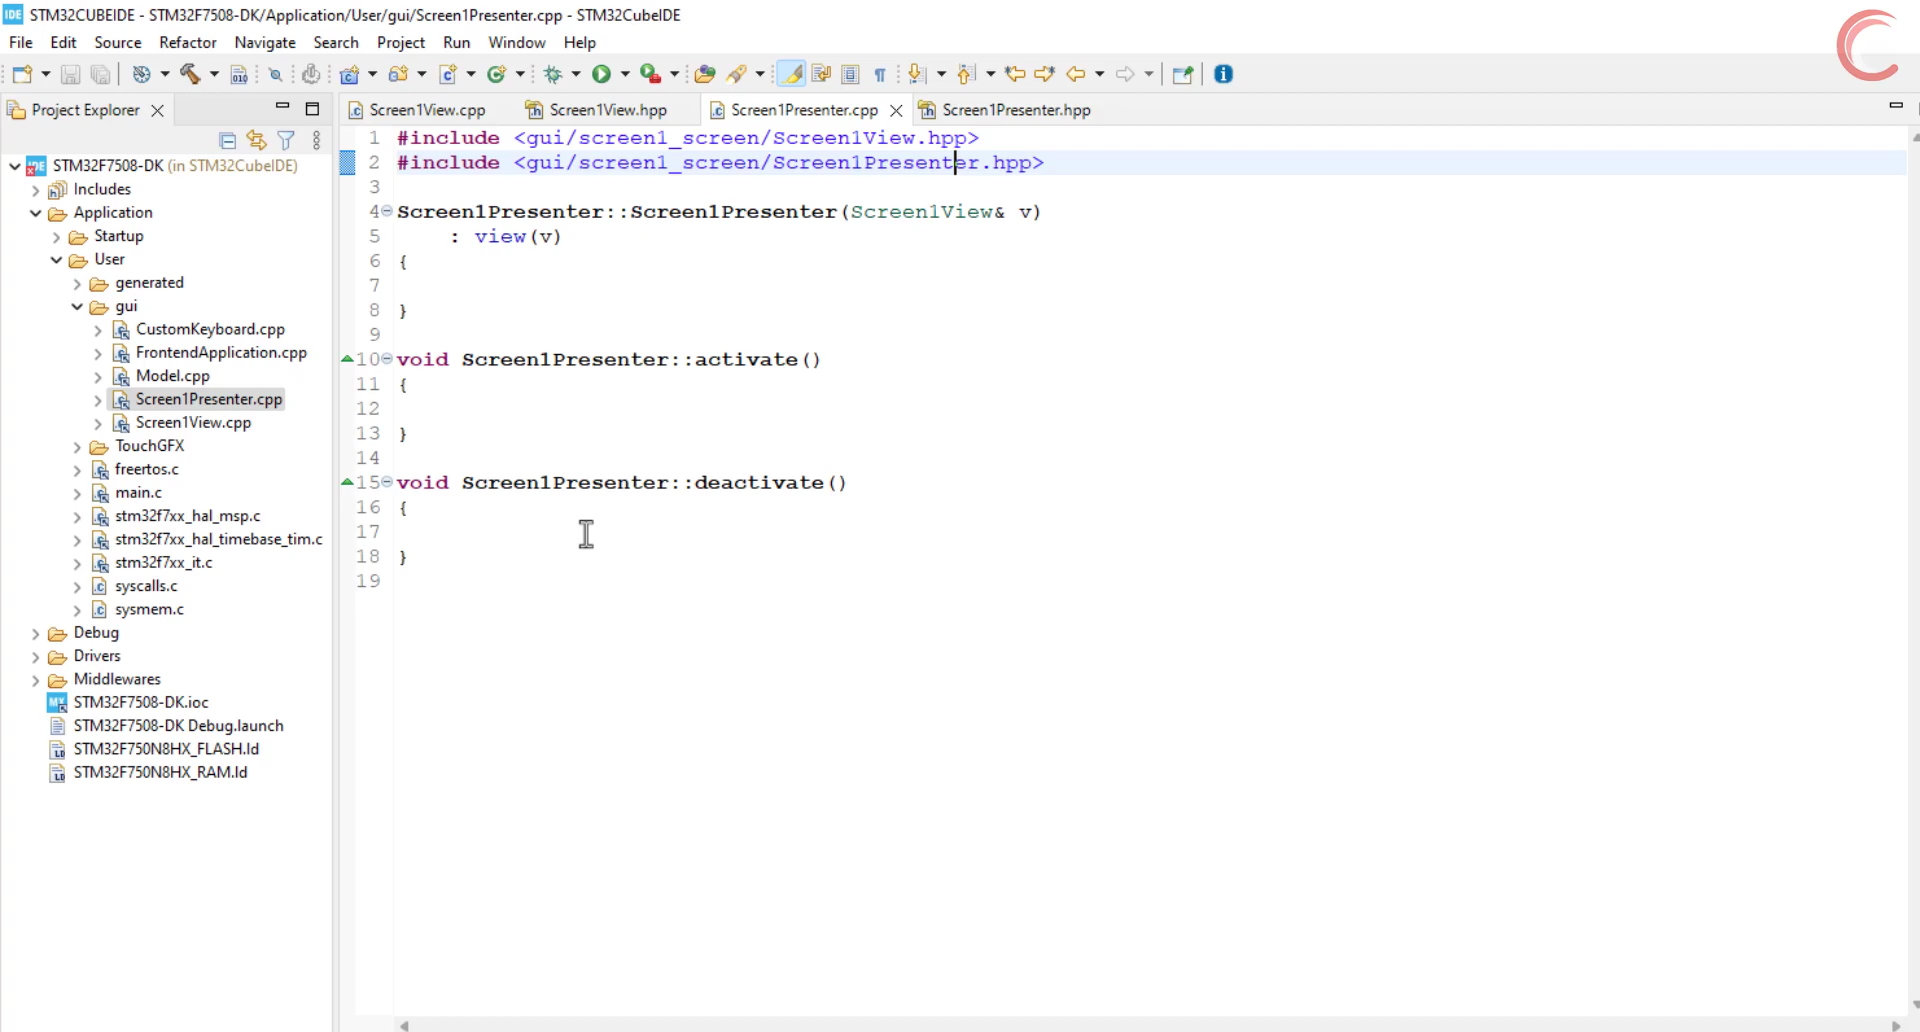 STM32CUBEIDE - STM32F7508-DK/Application/User/gui/Screen1Presenter.cpp - STM32CubeIDE
File Edit Source Refactor Navigate Search Project Run Window Help
Project Explorer
Screen1View.cpp Screen1View.hpp Screen1Presenter.cpp Screen1Presenter.hpp
STM32F7508-DK (in STM32CubeIDE)
Includes
Application
Startup
User
generated
gui
CustomKeyboard.cpp
FrontendApplication.cpp
Model.cpp
Screen1Presenter.cpp
Screen1View.cpp
TouchGFX
freertos.c
main.c
stm32f7xx_hal_msp.c
stm32f7xx_hal_timebase_tim.c
stm32f7xx_it.c
syscalls.c
sysmem.c
Debug
Drivers
Middlewares
STM32F7508-DK.ioc
STM32F7508-DK Debug.launch
STM32F750N8HX_FLASH.ld
STM32F750N8HX_RAM.ld
1 #include <gui/screen1_screen/Screen1View.hpp>
2 #include <gui/screen1_screen/Screen1Presenter.hpp>
3
4 Screen1Presenter::Screen1Presenter(Screen1View& v)
5 : view(v)
6 {
7
8 }
9
10 void Screen1Presenter::activate()
11 {
12
13 }
14
15 void Screen1Presenter::deactivate()
16 {
17
18 }
19